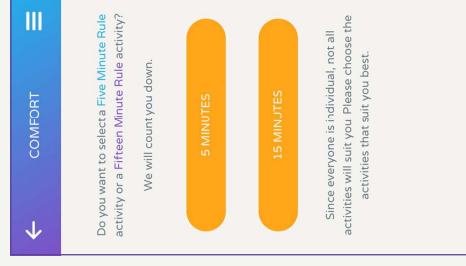 COMFORT
Do you want to select a Five Minute Rule
activity or a Fifteen Minute Rule activity?
We will count you down.
5 MINUTES
15 MINUTES
Since everyone is individual, not all
activities will suit you. Please choose the
activities that suit you best.